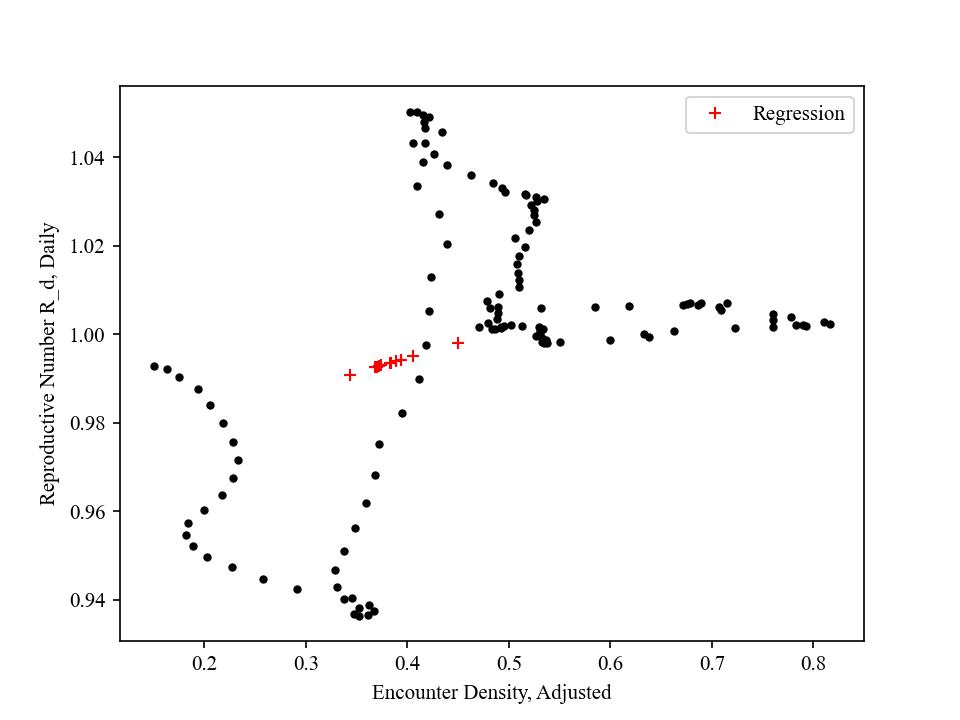 Regression
Reproductive Number R_d, Daily
1.04
1.02
1.00
0.98
0.96
0.94
0.2 0.3 0.4 0.5 0.6 0.7 0.8
Encounter Density, Adjusted